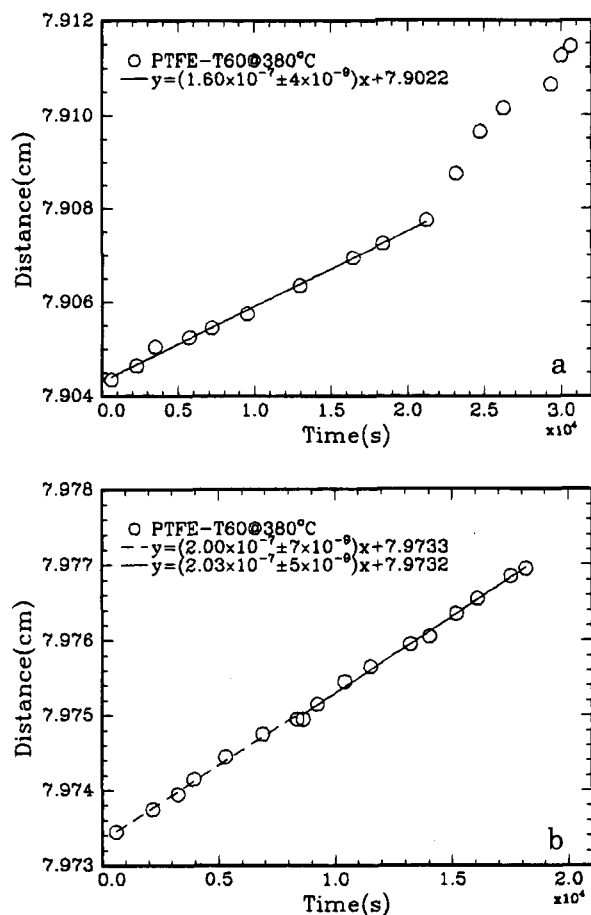 7.912
7.910
7.908
7.906
7.904
Distance(cm)
PTFE-T60@380°C
y=(1.60×10⁻⁷±4×10⁻⁹)x+7.9022
a
0.0 0.5 1.0 1.5 2.0 2.5 3.0
×10⁴
Time(s)
7.978
7.977
7.976
7.975
7.974
7.973
Distance(cm)
PTFE-T60@380°C
y=(2.00×10⁻⁷±7×10⁻⁹)x+7.9733
y=(2.03×10⁻⁷±5×10⁻⁹)x+7.9732
b
0.0 0.5 1.0 1.5 2.0
×10⁴
Time(s)